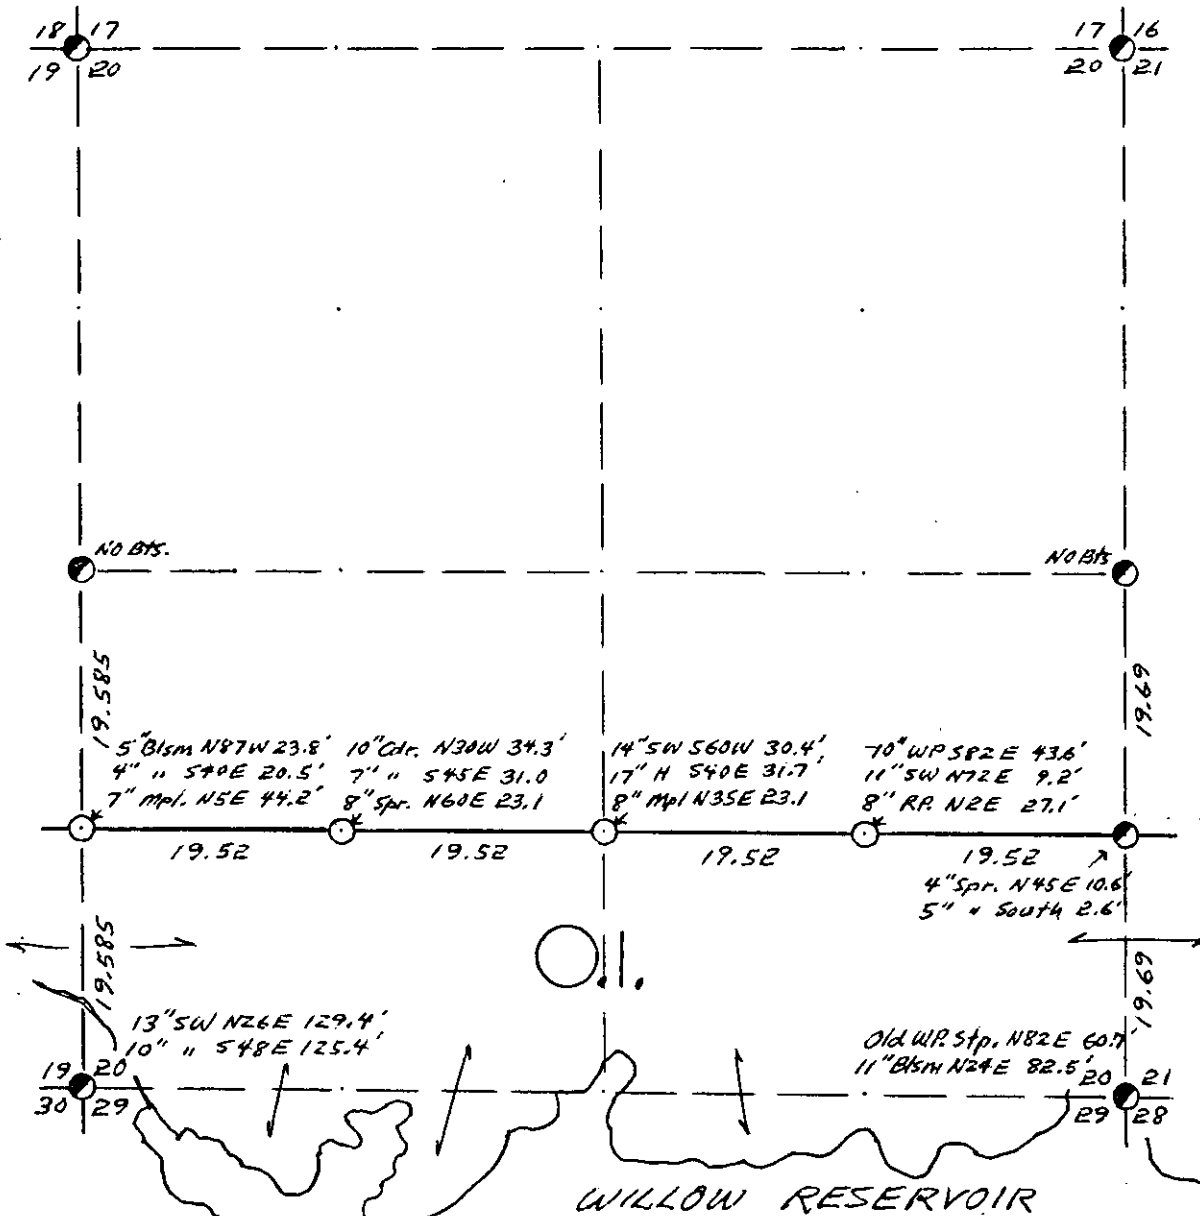 18 17
19 20
17 16
20 21
NO Bts.
NO Bts
19.585
19.69
5" Blsm N87W 23.8'
4" " S40E 20.5'
7" Mpl. N5E 44.2'
10" Cdr. N30W 34.3'
7" " S45E 31.0
8" Spr. N60E 23.1
14" SW S60W 30.4'
17" H S40E 31.7'
8" Mpl N35E 23.1
10" WP S82E 43.6'
11" SW N72E 9.2'
8" RP. N2E 27.1'
19.52
19.52
19.52
19.52
4" Spr. N45E 10.6'
5" " South 2.6'
19.585
19.69
O.I.
13" SW N26E 129.4'
10" " S48E 125.4'
Old WP. Stp. N82E 60.7'
11" Blsm N24E 82.5'
19 20
30 29
20 21
29 28
WILLOW RESERVOIR